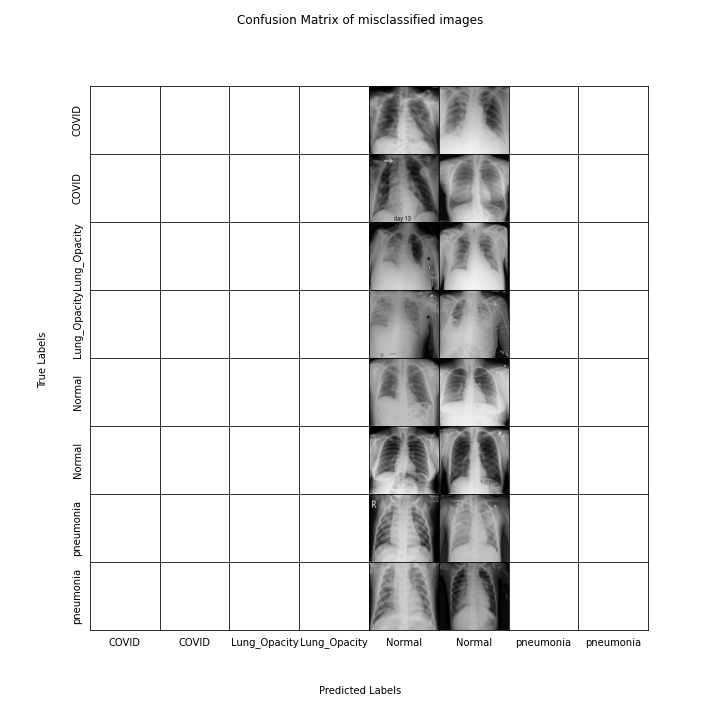 Confusion Matrix of misclassified images
COVID
COVID
Lung_Opacity
Lung_Opacity
Normal
Normal
pneumonia
pneumonia
True Labels
day 13
R
COVID
COVID
Lung_Opacity
Lung_Opacity
Normal
Normal
pneumonia
pneumonia
Predicted Labels